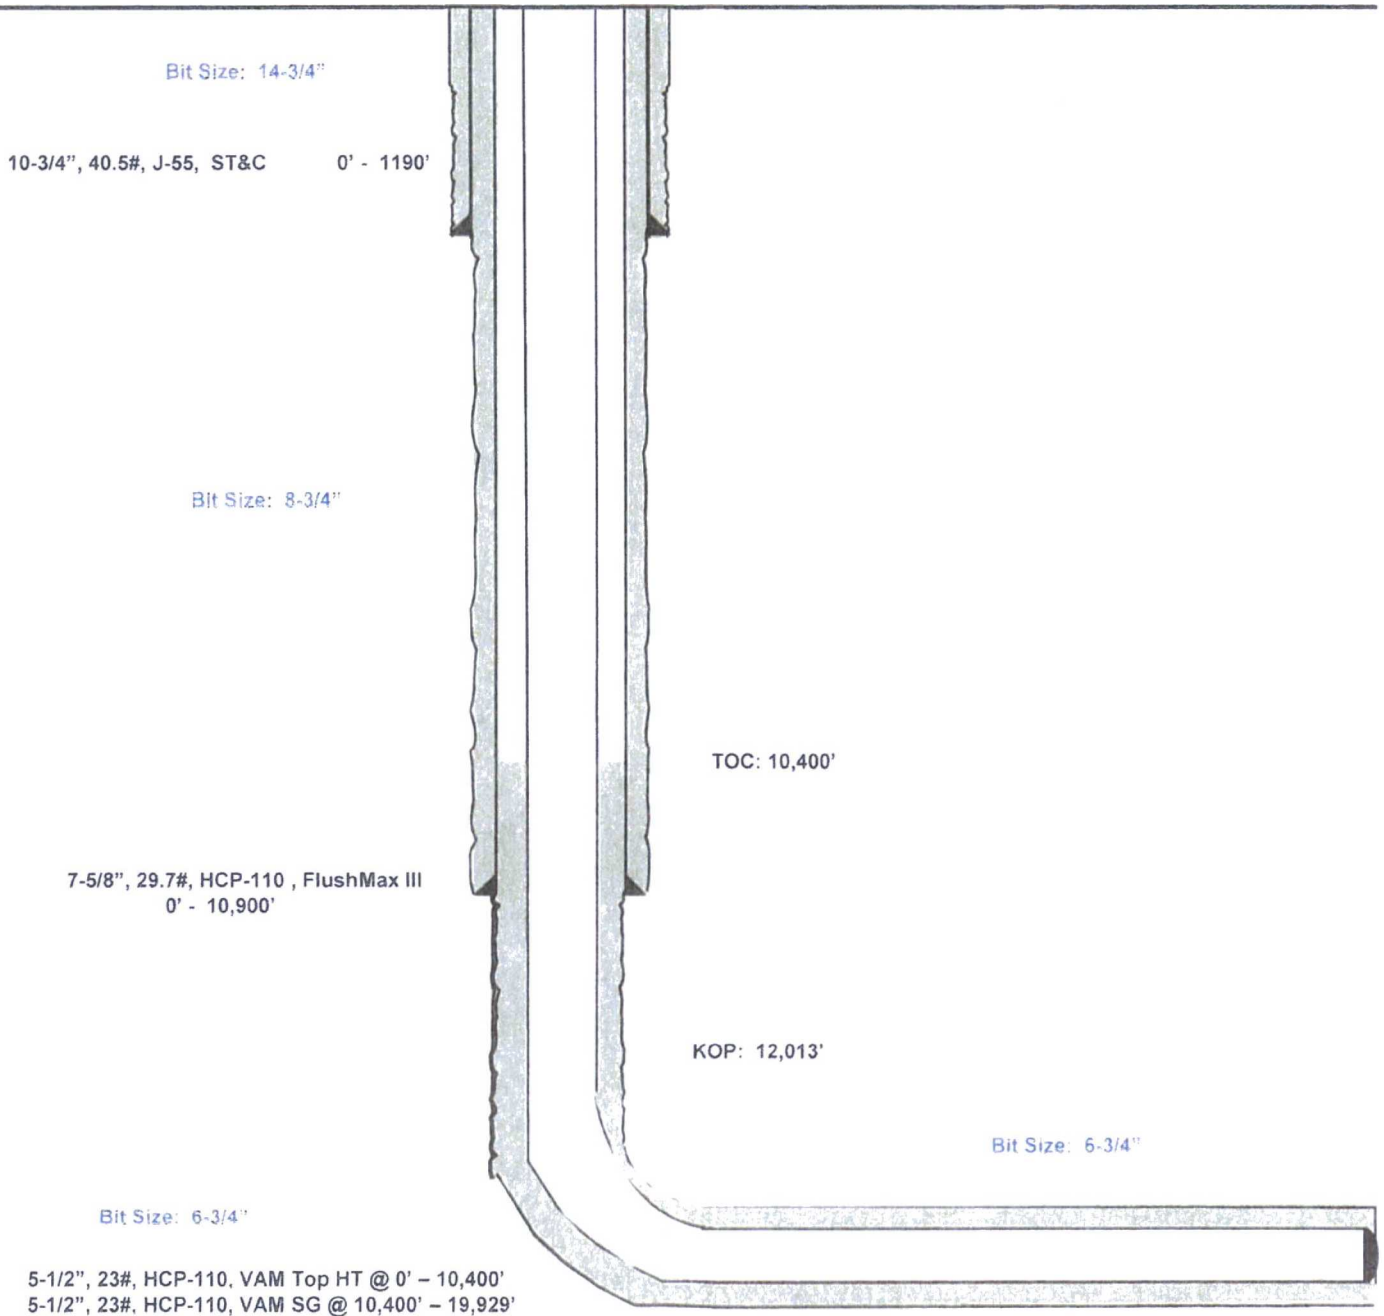 Bit Size: 14-3/4"
10-3/4", 40.5#, J-55, ST&C 0' - 1190'
Bit Size: 8-3/4"
TOC: 10,400'
7-5/8", 29.7#, HCP-110 , FlushMax III
0' - 10,900'
KOP: 12,013'
Bit Size: 6-3/4"
Bit Size: 6-3/4"
5-1/2", 23#, HCP-110, VAM Top HT @ 0' – 10,400'
5-1/2", 23#, HCP-110, VAM SG @ 10,400' – 19,929'